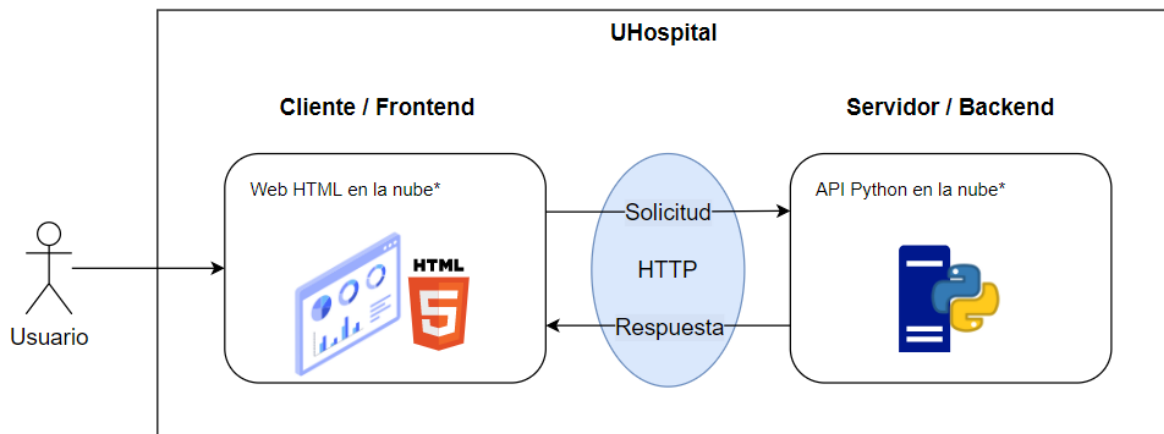 UHospital
Cliente / Frontend
Servidor / Backend
Web HTML en la nube*
API Python en la nube*
Solicitud
HTML
5
HTTP
Respuesta
Usuario